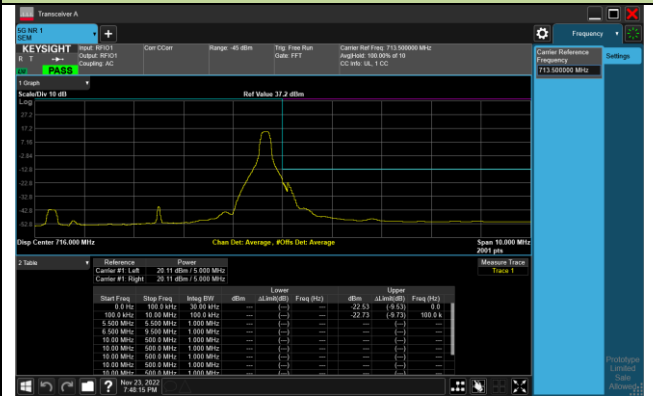 Transceiver A
5G NR 1
SEM
Frequency
KEYSIGHT
R T
LNI
PASS
Input: RFIO1
Output: RFIO1
Coupling: AC
Corr CCorr
Range: -45 dBm
Trig: Free Run
Gate: FFT
Carrier Ref Freq: 713.500000 MHz
Avg|Hold: 100.00% of 10
CC Info: UL, 1 CC
Carrier Reference
Frequency
713.500000 MHz
Settings
1 Graph
Scale/Div 10 dB
Ref Value 37.2 dBm
Log
27.2
17.2
7.16
-2.84
-12.8
-22.8
-32.8
-42.8
-52.8
Disp Center 716.000 MHz
Chan Det: Average, #Offs Det: Average
Span 10.000 MHz
2001 pts
2 Table
Reference Power
Carrier #1: Left 20.11 dBm / 5.000 MHz
Carrier #1: Right 20.11 dBm / 5.000 MHz
Measure Trace
Trace 1
Lower Upper
Start Freq Stop Freq Integ BW dBm ΔLimit(dB) Freq (Hz) dBm ΔLimit(dB) Freq (Hz)
0.0 Hz 100.0 kHz 30.00 kHz --- (---) --- -22.53 (-9.53) 0.0
100.0 kHz 10.00 MHz 100.0 kHz --- (---) --- -22.73 (-9.73) 100.0 k
5.500 MHz 5.500 MHz 1.000 MHz --- (---) --- --- (---) ---
6.500 MHz 9.500 MHz 1.000 MHz --- (---) --- --- (---) ---
10.00 MHz 500.0 MHz 1.000 MHz --- (---) --- --- (---) ---
10.00 MHz 500.0 MHz 1.000 MHz --- (---) --- --- (---) ---
10.00 MHz 500.0 MHz 1.000 MHz --- (---) --- --- (---) ---
10.00 MHz 500.0 MHz 1.000 MHz --- (---) --- --- (---) ---
Nov 23, 2022
7:48:15 PM
Prototype
Limited
Sale
Allowed